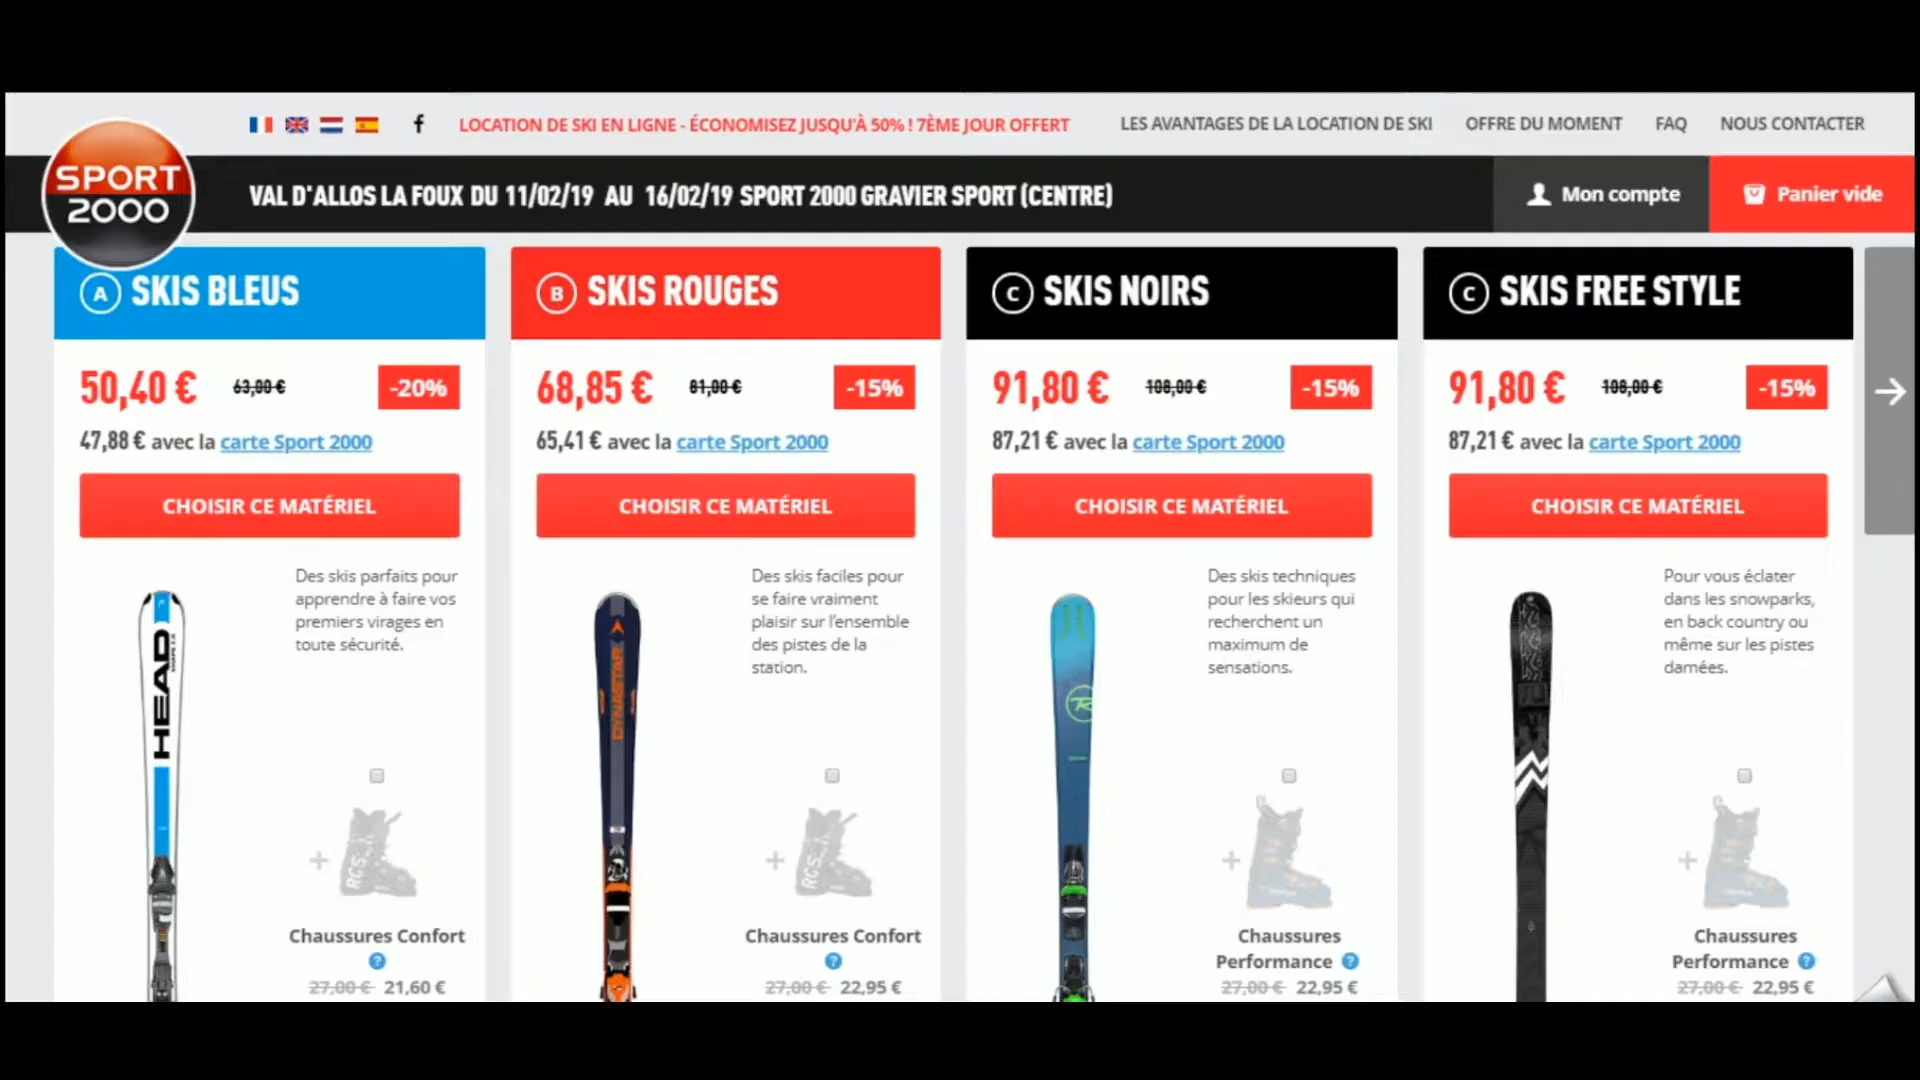 LOCATION DE SKI EN LIGNE - ÉCONOMISEZ JUSQU'À 50% ! 7ÈME JOUR OFFERT
LES AVANTAGES DE LA LOCATION DE SKI
OFFRE DU MOMENT
FAQ
NOUS CONTACTER
SPORT
2000
VAL D'ALLOS LA FOUX DU 11/02/19 AU 16/02/19 SPORT 2000 GRAVIER SPORT (CENTRE)
Mon compte
Panier vide
A SKIS BLEUS
50,40 € 63,00 € -20%
47,88 € avec la carte Sport 2000
CHOISIR CE MATÉRIEL
Des skis parfaits pour
apprendre à faire vos
premiers virages en
toute sécurité.
HEAD
+
RCS
Chaussures Confort
?
27,00 € 21,60 €
B SKIS ROUGES
68,85 € 81,00 € -15%
65,41 € avec la carte Sport 2000
CHOISIR CE MATÉRIEL
Des skis faciles pour
se faire vraiment
plaisir sur l'ensemble
des pistes de la
station.
DYNASTAR
+
RCS
Chaussures Confort
?
27,00 € 22,95 €
C SKIS NOIRS
91,80 € 108,00 € -15%
87,21 € avec la carte Sport 2000
CHOISIR CE MATÉRIEL
Des skis techniques
pour les skieurs qui
recherchent un
maximum de
sensations.
+
Chaussures
Performance ?
27,00 € 22,95 €
C SKIS FREE STYLE
91,80 € 108,00 € -15%
87,21 € avec la carte Sport 2000
CHOISIR CE MATÉRIEL
Pour vous éclater
dans les snowparks,
en back country ou
même sur les pistes
damées.
+
Chaussures
Performance ?
27,00 € 22,95 €